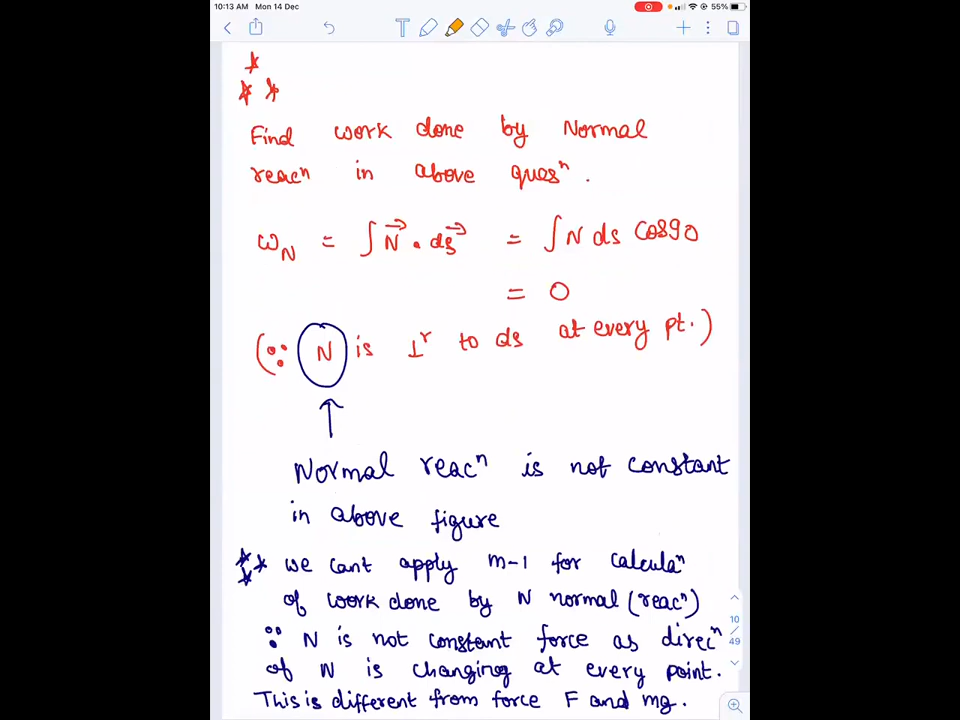 10:13 AM Mon 14 Dec 55%
Find work done by Normal
reacⁿ in above quesⁿ.
ω_N = ∫ N⃗ · ds⃗ = ∫ N ds cos90
= 0
(∵ N is ⊥ʳ to ds at every pt.)
↑
Normal reacⁿ is not constant
in above figure
we cant apply m-1 for calculaⁿ
of work done by N normal (reacⁿ)
∵ N is not constant force as direcⁿ
of N is changing at every point.
This is different from force F and mg.
10
/
49